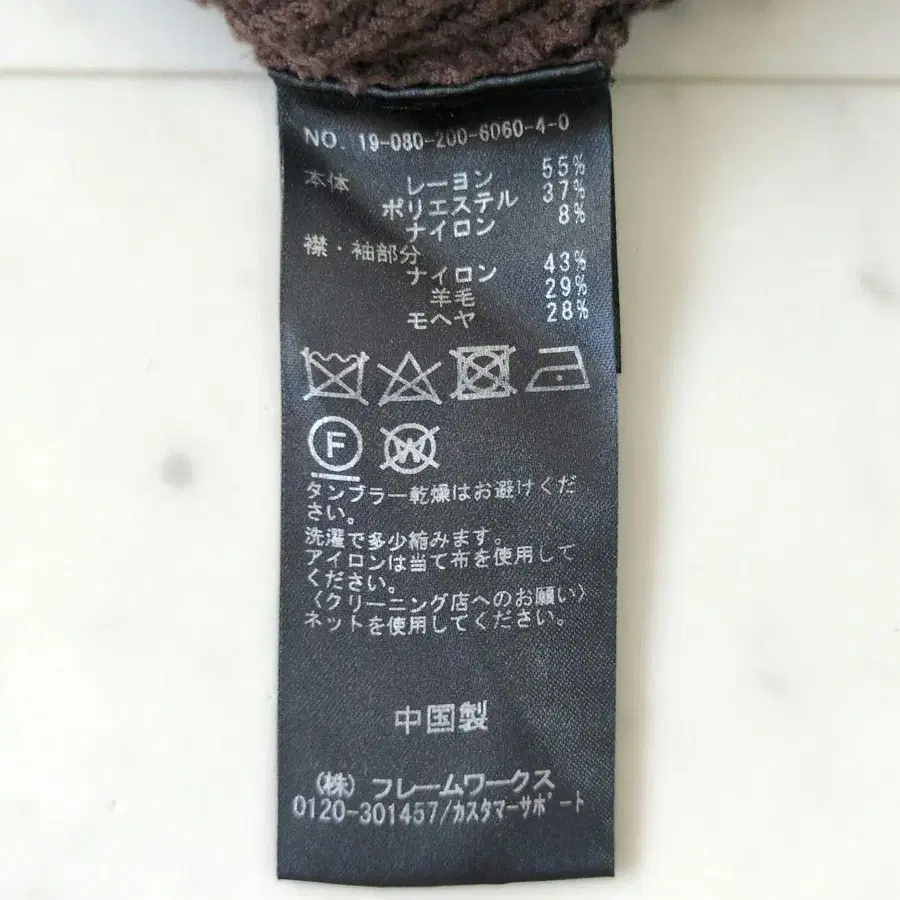 NO. 19-080-200-6060-4-0
本体 レーヨン 55%
ポリエステル 37%
ナイロン 8%
襟・袖部分
ナイロン 43%
羊毛 29%
モヘヤ 28%
F W
タンブラー乾燥はお避けくだ
さい。
洗濯で多少縮みます。
アイロンは当て布を使用して
ください。
〈クリーニング店へのお願い〉
ネットを使用してください。
中国製
(株) フレームワークス
0120-301457/カスタマーサポート